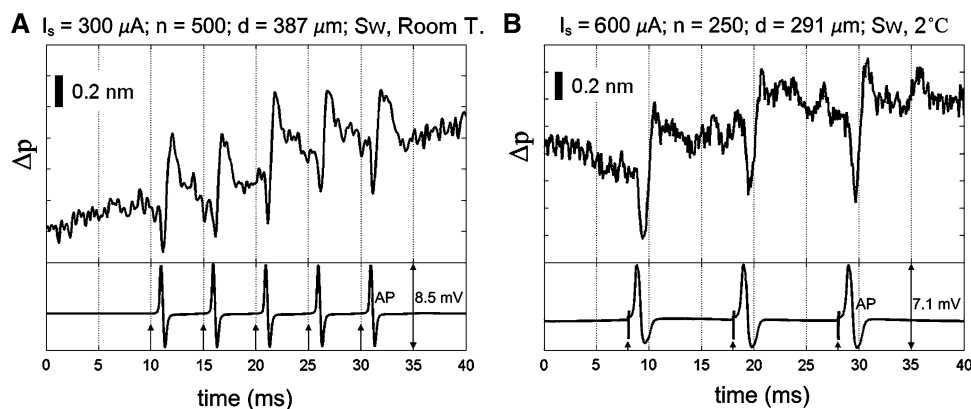 A I_s = 300 μA; n = 500; d = 387 μm; Sw, Room T.
0.2 nm
Δp
AP
8.5 mV
0 5 10 15 20 25 30 35 40
time (ms)
B I_s = 600 μA; n = 250; d = 291 μm; Sw, 2°C
0.2 nm
Δp
AP
7.1 mV
0 5 10 15 20 25 30 35 40
time (ms)